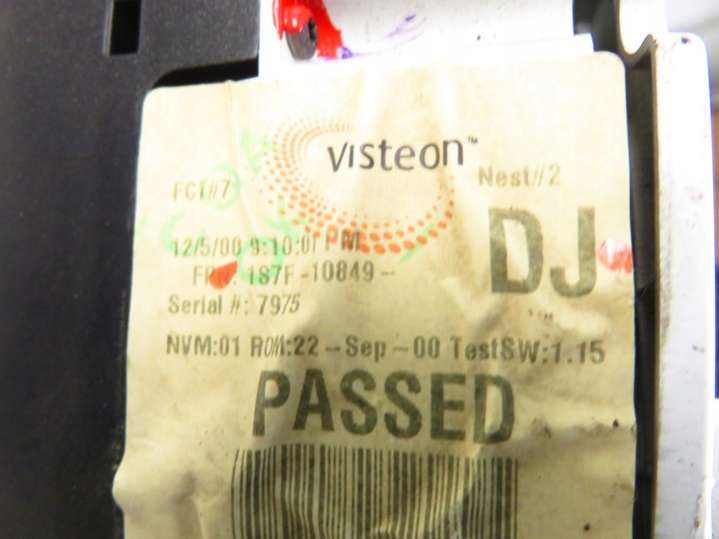 visteon™
FCT#7
Nest#2
12/5/00 9:10:01 PM
DJ
1S7F-10849-
Serial #: 7975
NVM:01 ROM:22-Sep-00 TestSW:1.15
PASSED